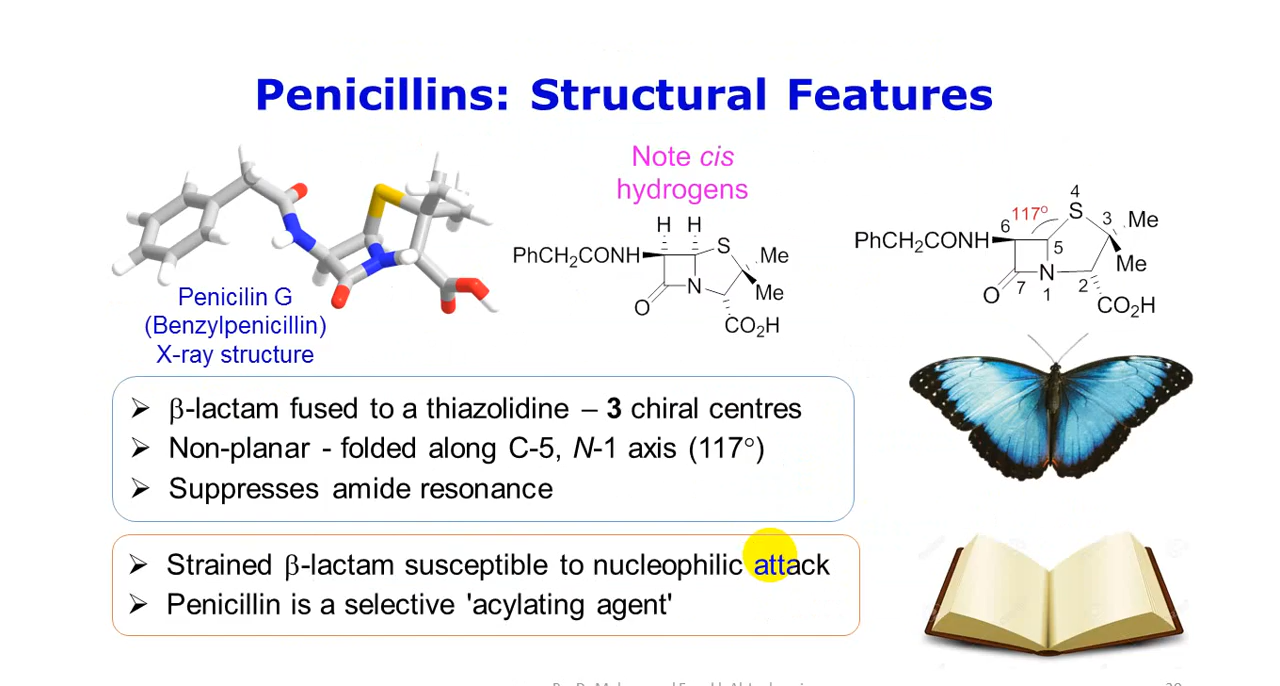 Penicillins: Structural Features
Note cis
hydrogens
Penicilin G
(Benzylpenicillin)
X-ray structure
H H
S
PhCH₂CONH
Me
N
Me
O
CO₂H
4
117° S 3
6 Me
PhCH₂CONH
5
Me
N
O 7 1 2
CO₂H
➢ β-lactam fused to a thiazolidine – 3 chiral centres
➢ Non-planar - folded along C-5, N-1 axis (117°)
➢ Suppresses amide resonance
➢ Strained β-lactam susceptible to nucleophilic attack
➢ Penicillin is a selective 'acylating agent'